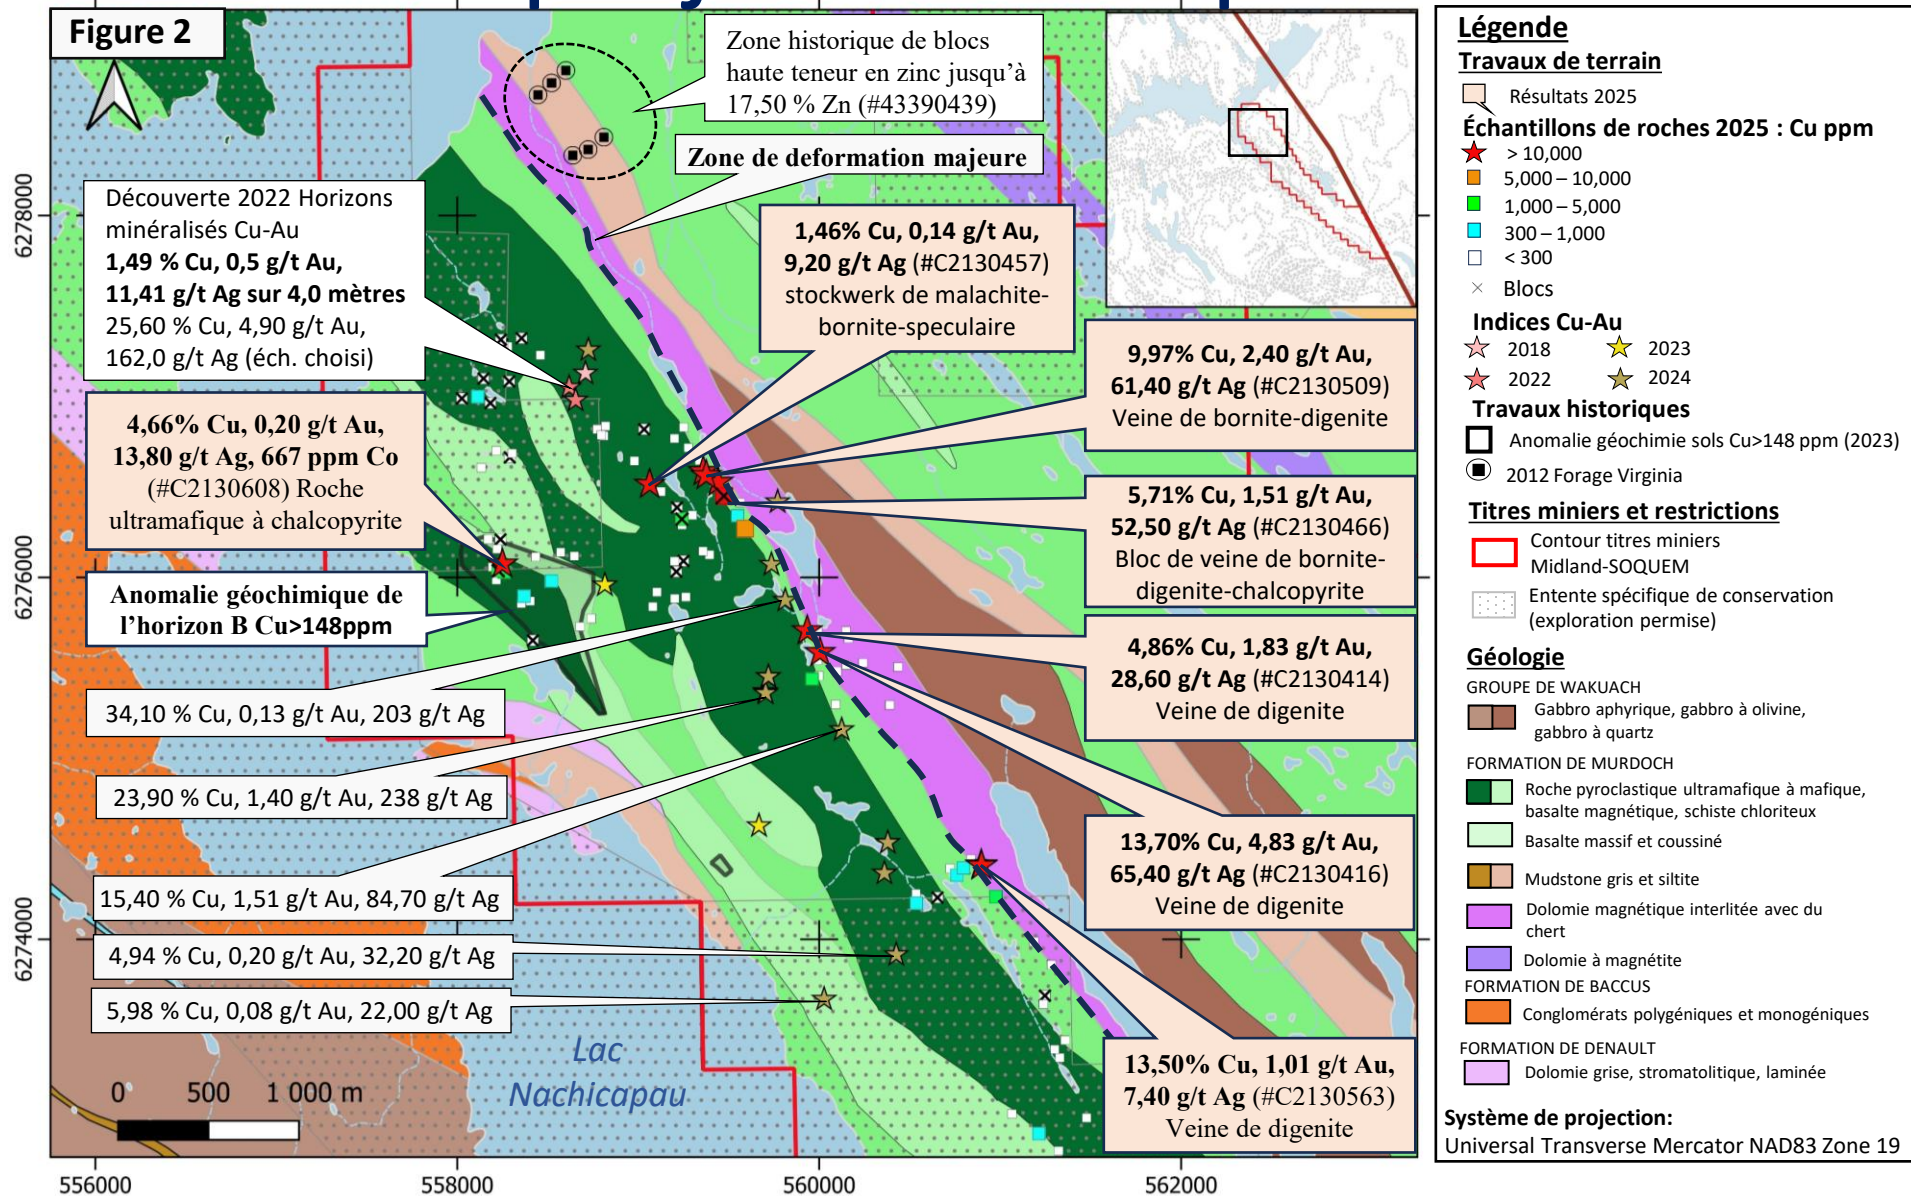 Figure 2
Zone historique de blocs
haute teneur en zinc jusqu’à
17,50 % Zn (#43390439)
Zone de deformation majeure
Découverte 2022 Horizons
minéralisés Cu-Au
1,49 % Cu, 0,5 g/t Au,
11,41 g/t Ag sur 4,0 mètres
25,60 % Cu, 4,90 g/t Au,
162,0 g/t Ag (éch. choisi)
1,46% Cu, 0,14 g/t Au,
9,20 g/t Ag (#C2130457)
stockwerk de malachite-
bornite-speculaire
9,97% Cu, 2,40 g/t Au,
61,40 g/t Ag (#C2130509)
Veine de bornite-digenite
4,66% Cu, 0,20 g/t Au,
13,80 g/t Ag, 667 ppm Co
(#C2130608) Roche
ultramafique à chalcopyrite
5,71% Cu, 1,51 g/t Au,
52,50 g/t Ag (#C2130466)
Bloc de veine de bornite-
digenite-chalcopyrite
Anomalie géochimique de
l’horizon B Cu>148ppm
4,86% Cu, 1,83 g/t Au,
28,60 g/t Ag (#C2130414)
Veine de digenite
34,10 % Cu, 0,13 g/t Au, 203 g/t Ag
23,90 % Cu, 1,40 g/t Au, 238 g/t Ag
13,70% Cu, 4,83 g/t Au,
65,40 g/t Ag (#C2130416)
Veine de digenite
15,40 % Cu, 1,51 g/t Au, 84,70 g/t Ag
4,94 % Cu, 0,20 g/t Au, 32,20 g/t Ag
5,98 % Cu, 0,08 g/t Au, 22,00 g/t Ag
13,50% Cu, 1,01 g/t Au,
7,40 g/t Ag (#C2130563)
Veine de digenite
Lac
Nachicapau
0 500 1 000 m
6278000
6276000
6274000
556000 558000 560000 562000
Légende
Travaux de terrain
Résultats 2025
Échantillons de roches 2025 : Cu ppm
> 10,000
5,000 – 10,000
1,000 – 5,000
300 – 1,000
< 300
Blocs
Indices Cu-Au
2018 2023
2022 2024
Travaux historiques
Anomalie géochimie sols Cu>148 ppm (2023)
2012 Forage Virginia
Titres miniers et restrictions
Contour titres miniers
Midland-SOQUEM
Entente spécifique de conservation
(exploration permise)
Géologie
GROUPE DE WAKUACH
Gabbro aphyrique, gabbro à olivine,
gabbro à quartz
FORMATION DE MURDOCH
Roche pyroclastique ultramafique à mafique,
basalte magnétique, schiste chloriteux
Basalte massif et coussiné
Mudstone gris et siltite
Dolomie magnétique interlitée avec du
chert
Dolomie à magnétite
FORMATION DE BACCUS
Conglomérats polygéniques et monogéniques
FORMATION DE DENAULT
Dolomie grise, stromatolitique, laminée
Système de projection:
Universal Transverse Mercator NAD83 Zone 19